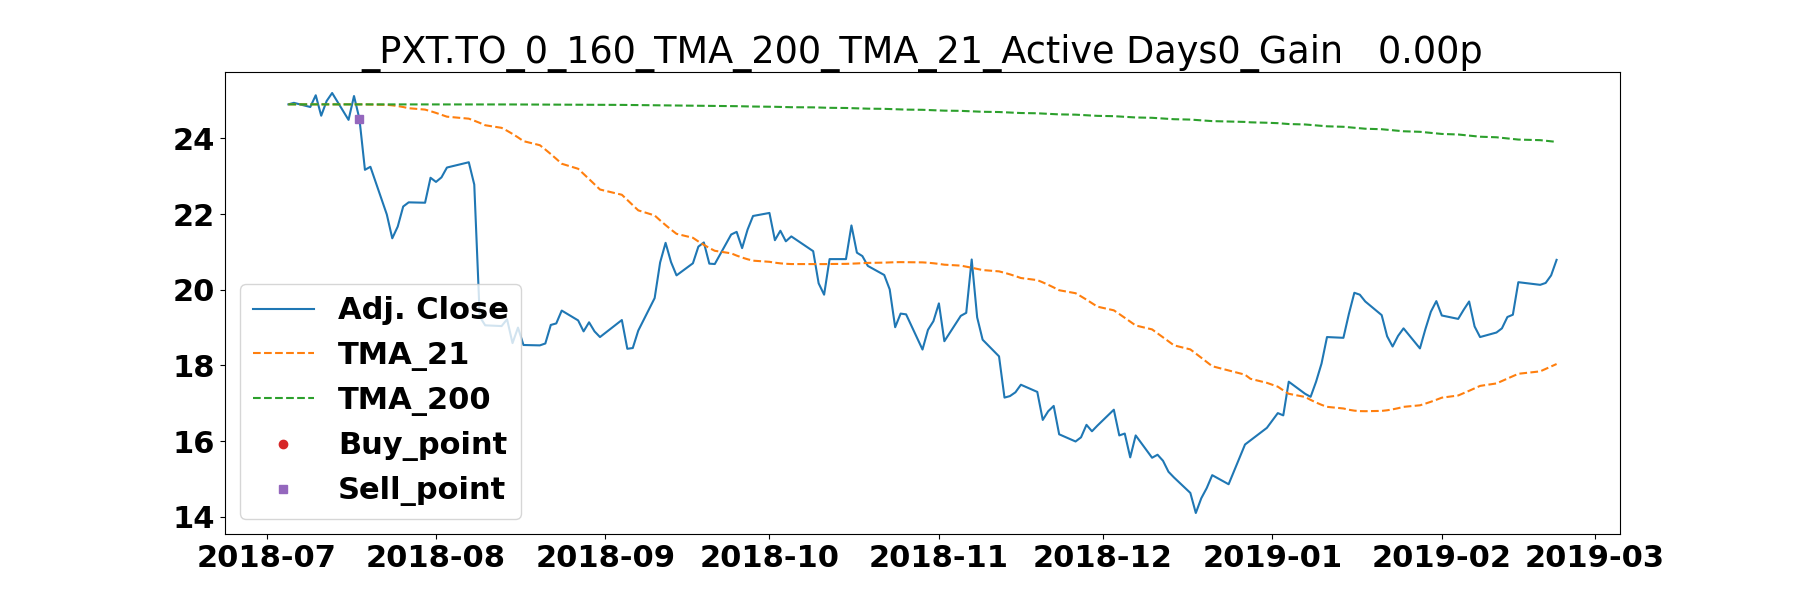 _PXT.TO_0_160_TMA_200_TMA_21_Active Days0_Gain   0.00p
24
22
20
18
16
14
Adj. Close
TMA_21
TMA_200
Buy_point
Sell_point
2018-07 2018-08 2018-09 2018-10 2018-11 2018-12 2019-01 2019-02 2019-03